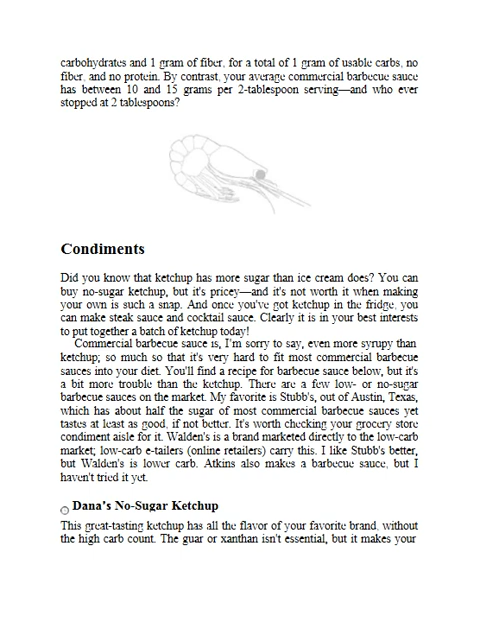 carbohydrates and 1 gram of fiber, for a total of 1 gram of usable carbs, no
fiber, and no protein. By contrast, your average commercial barbecue sauce
has between 10 and 15 grams per 2-tablespoon serving—and who ever
stopped at 2 tablespoons?
Condiments
Did you know that ketchup has more sugar than ice cream does? You can
buy no-sugar ketchup, but it's pricey—and it's not worth it when making
your own is such a snap. And once you've got ketchup in the fridge, you
can make steak sauce and cocktail sauce. Clearly it is in your best interests
to put together a batch of ketchup today!
Commercial barbecue sauce is, I'm sorry to say, even more syrupy than
ketchup; so much so that it's very hard to fit most commercial barbecue
sauces into your diet. You'll find a recipe for barbecue sauce below, but it's
a bit more trouble than the ketchup. There are a few low- or no-sugar
barbecue sauces on the market. My favorite is Stubb's, out of Austin, Texas,
which has about half the sugar of most commercial barbecue sauces yet
tastes at least as good, if not better. It's worth checking your grocery store
condiment aisle for it. Walden's is a brand marketed directly to the low-carb
market; low-carb e-tailers (online retailers) carry this. I like Stubb's better,
but Walden's is lower carb. Atkins also makes a barbecue sauce, but I
haven't tried it yet.
Dana's No-Sugar Ketchup
This great-tasting ketchup has all the flavor of your favorite brand, without
the high carb count. The guar or xanthan isn't essential, but it makes your